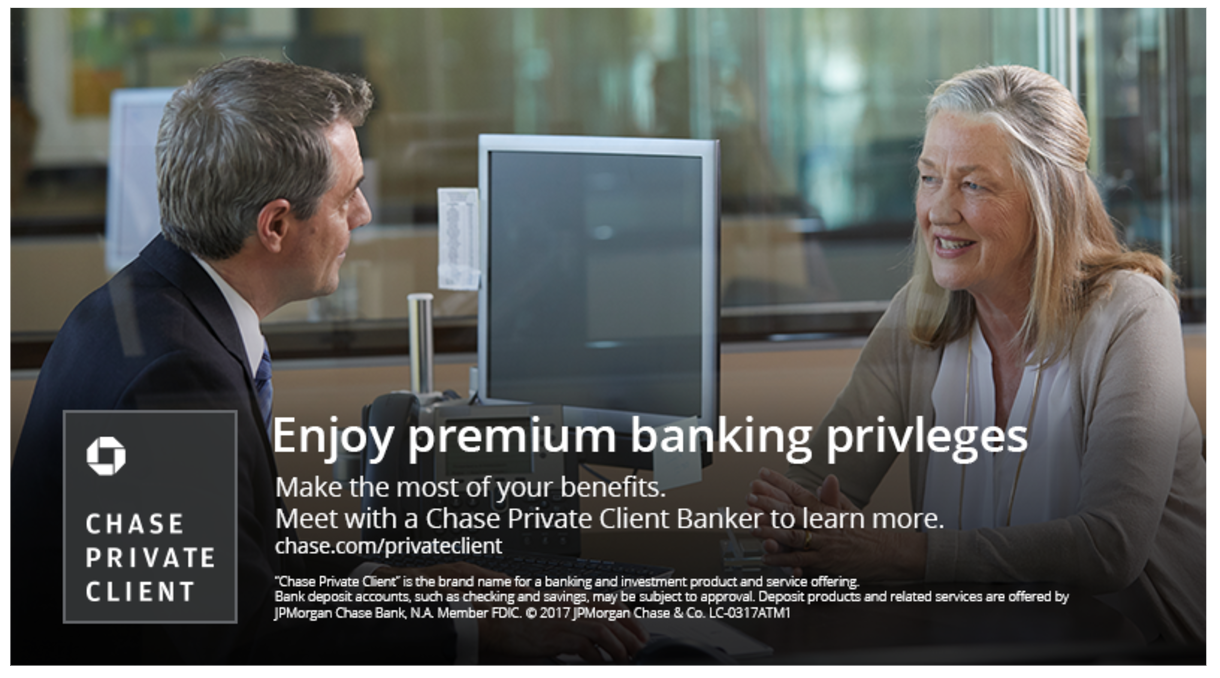 Enjoy premium banking privleges
Make the most of your benefits.
Meet with a Chase Private Client Banker to learn more.
chase.com/privateclient
CHASE
PRIVATE
CLIENT
"Chase Private Client" is the brand name for a banking and investment product and service offering.
Bank deposit accounts, such as checking and savings, may be subject to approval. Deposit products and related services are offered by
JPMorgan Chase Bank, N.A. Member FDIC. © 2017 JPMorgan Chase & Co. LC-0317ATM1